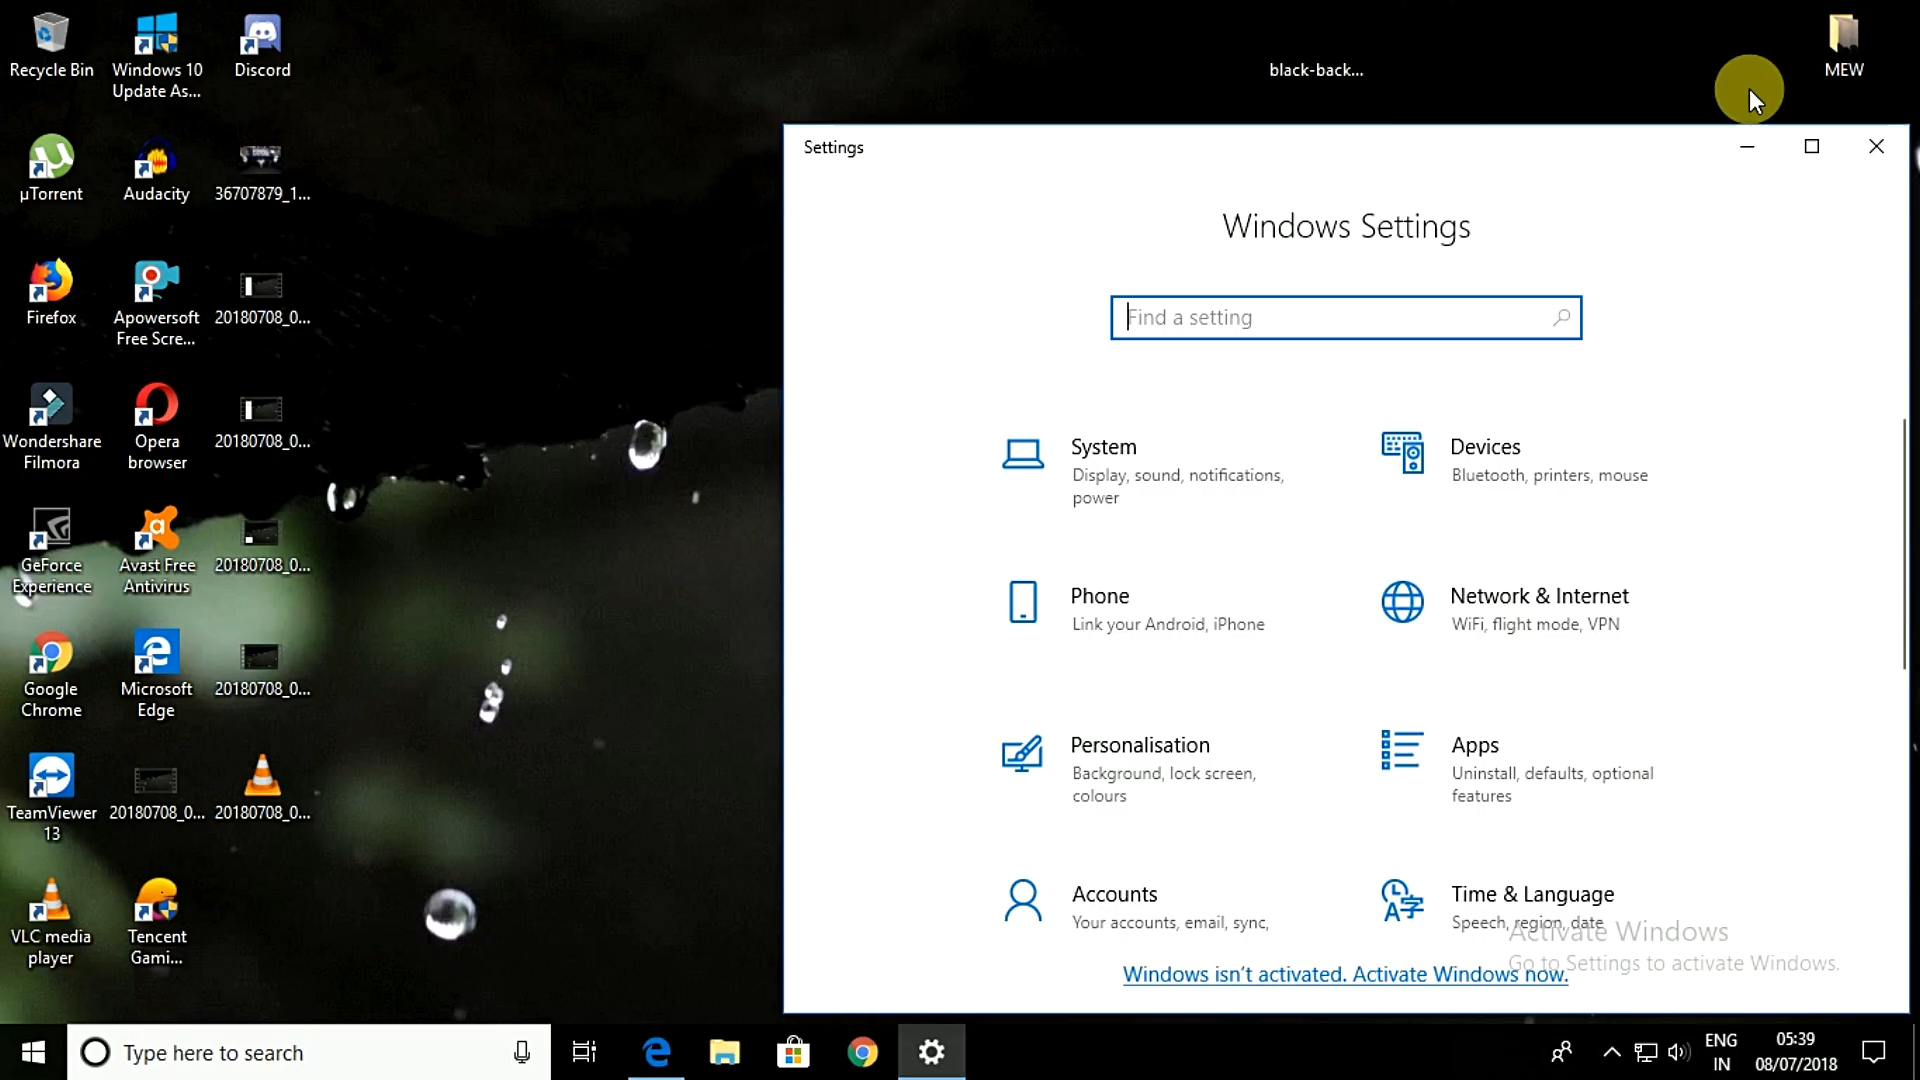 Recycle Bin
Windows 10
Update As...
Discord
µTorrent
Audacity
36707879_1...
Firefox
Apowersoft
Free Scre...
20180708_0...
Wondershare
Filmora
Opera
browser
20180708_0...
GeForce
Experience
Avast Free
Antivirus
20180708_0...
Google
Chrome
Microsoft
Edge
20180708_0...
TeamViewer
13
20180708_0...
20180708_0...
VLC media
player
Tencent
Gami...
black-back...
MEW
Settings
Windows Settings
Find a setting
System
Display, sound, notifications,
power
Devices
Bluetooth, printers, mouse
Phone
Link your Android, iPhone
Network & Internet
WiFi, flight mode, VPN
Personalisation
Background, lock screen,
colours
Apps
Uninstall, defaults, optional
features
Accounts
Your accounts, email, sync,
Time & Language
Speech, region, date
Activate Windows
Go to Settings to activate Windows.
Windows isn't activated. Activate Windows now.
Type here to search
ENG
IN
05:39
08/07/2018